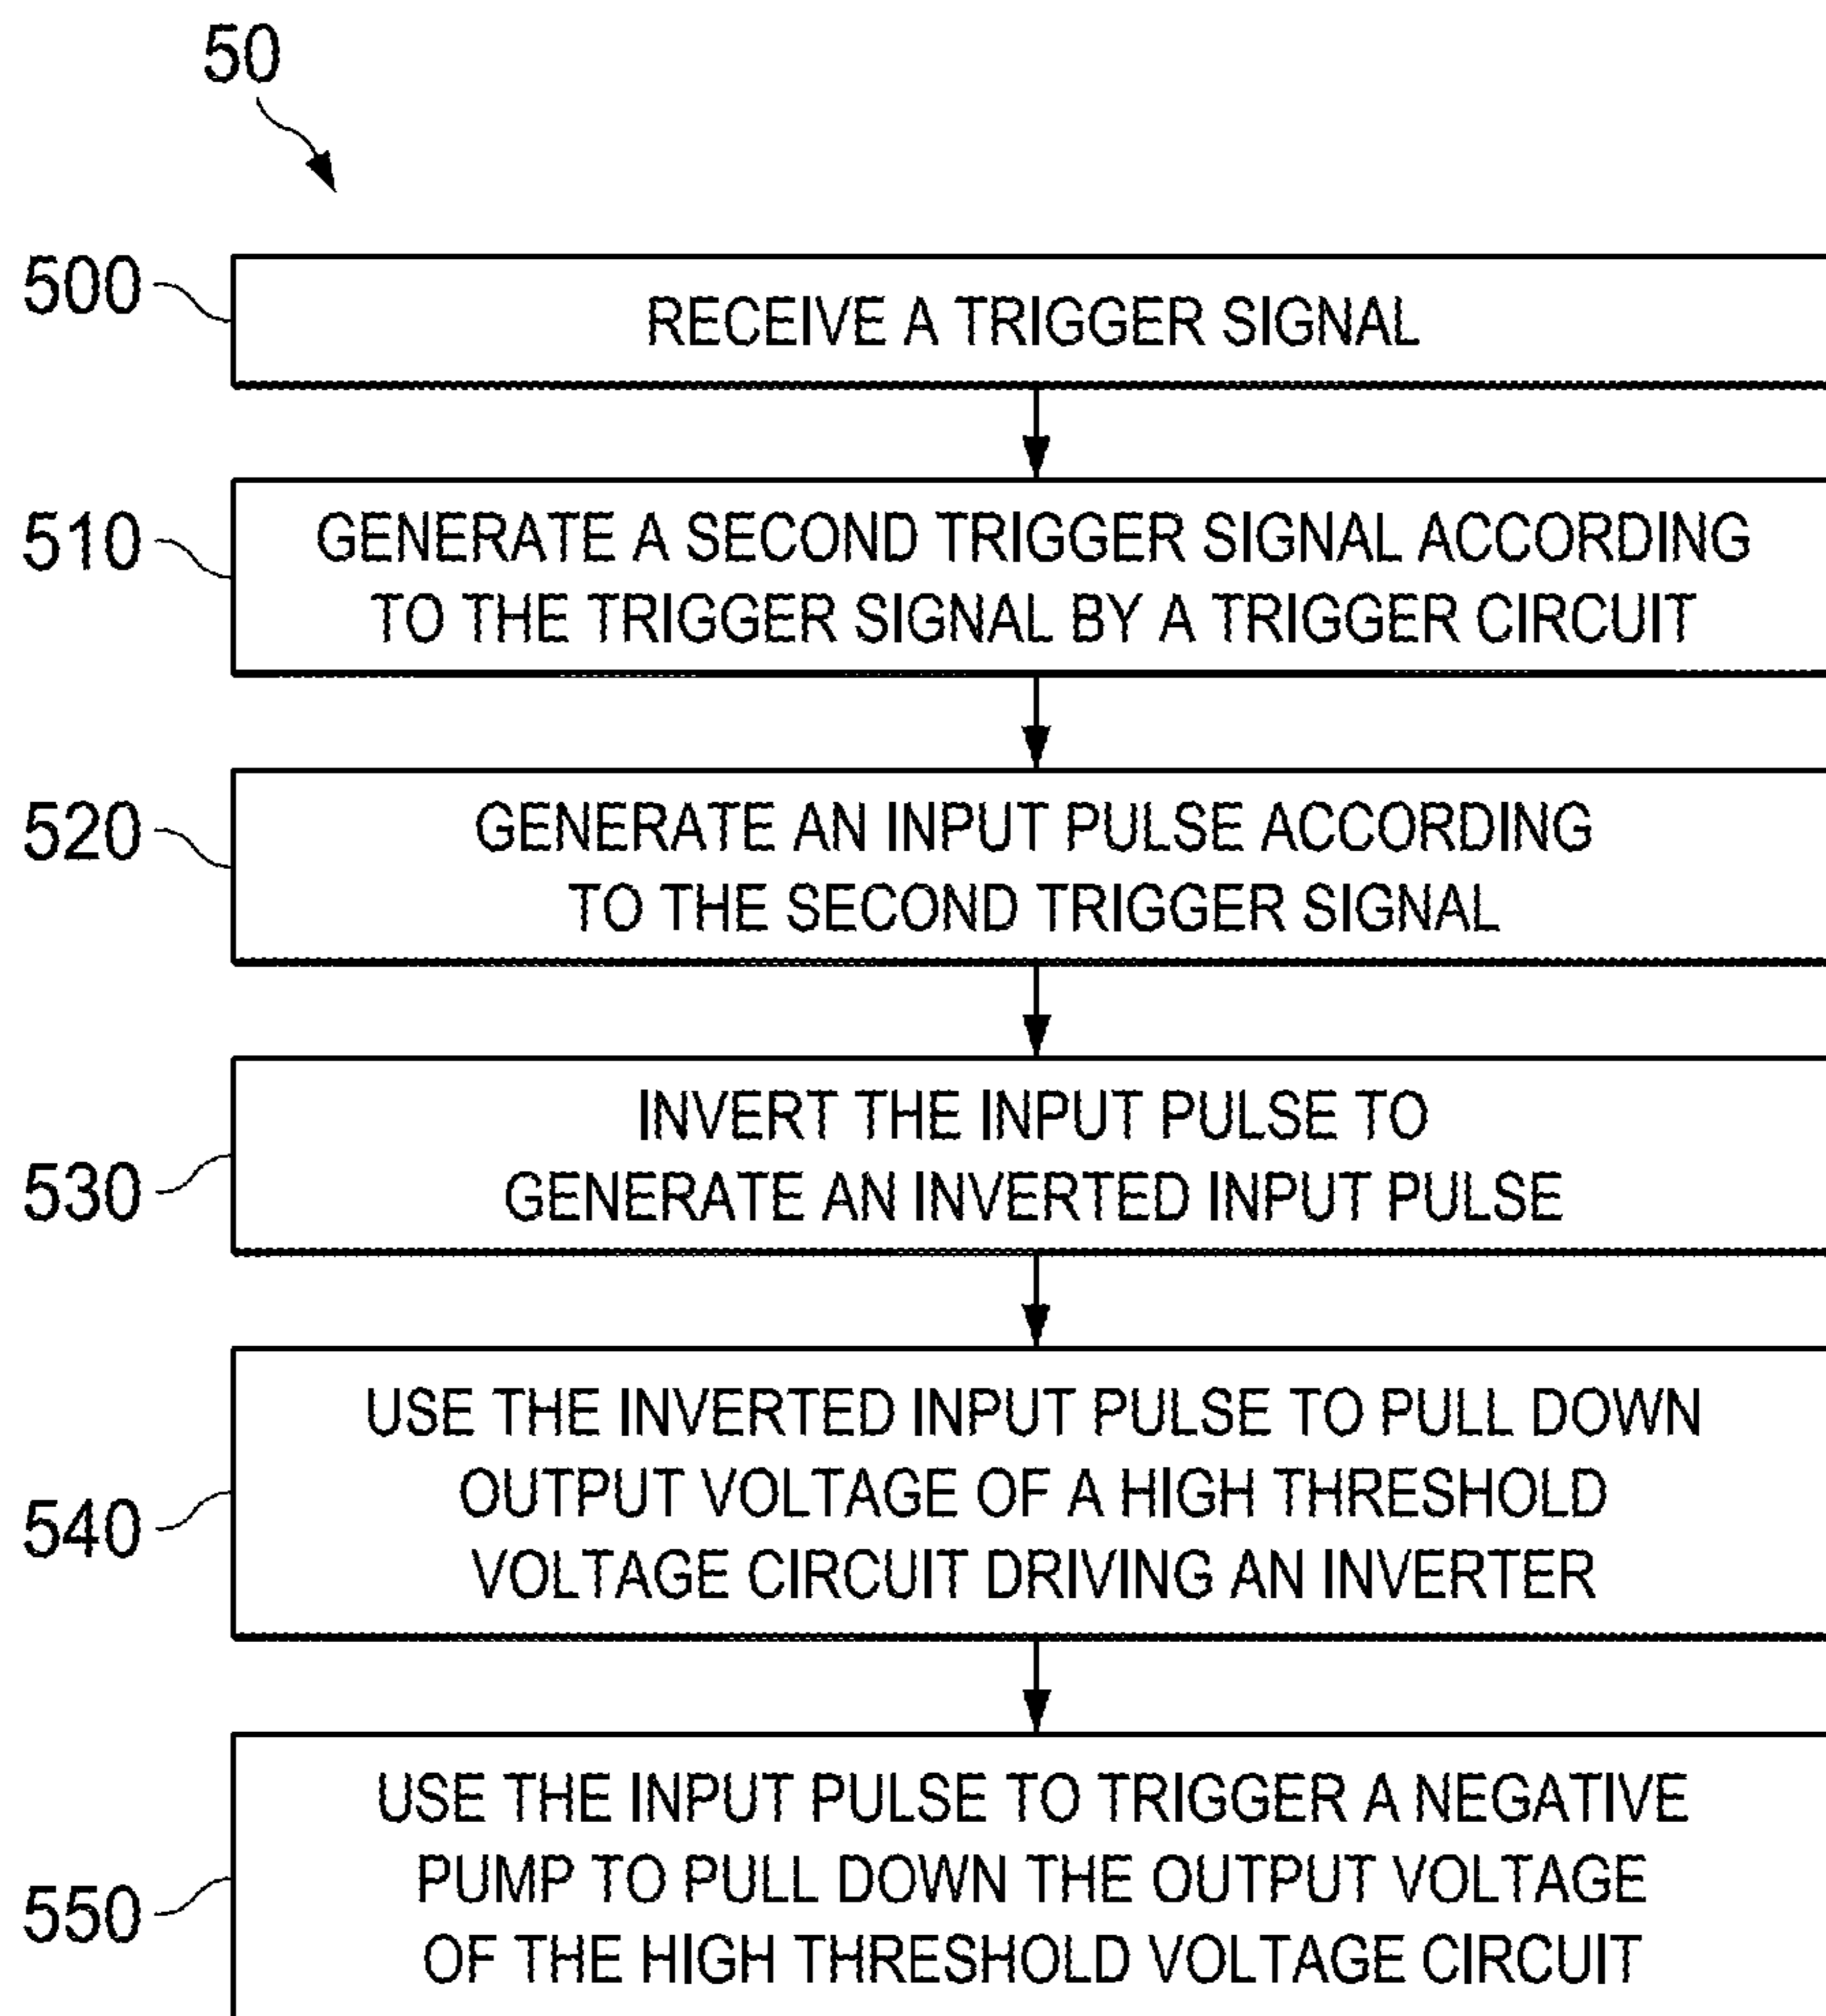 50
500
RECEIVE A TRIGGER SIGNAL
510
GENERATE A SECOND TRIGGER SIGNAL ACCORDING
TO THE TRIGGER SIGNAL BY A TRIGGER CIRCUIT
520
GENERATE AN INPUT PULSE ACCORDING
TO THE SECOND TRIGGER SIGNAL
530
INVERT THE INPUT PULSE TO
GENERATE AN INVERTED INPUT PULSE
540
USE THE INVERTED INPUT PULSE TO PULL DOWN
OUTPUT VOLTAGE OF A HIGH THRESHOLD
VOLTAGE CIRCUIT DRIVING AN INVERTER
550
USE THE INPUT PULSE TO TRIGGER A NEGATIVE
PUMP TO PULL DOWN THE OUTPUT VOLTAGE
OF THE HIGH THRESHOLD VOLTAGE CIRCUIT